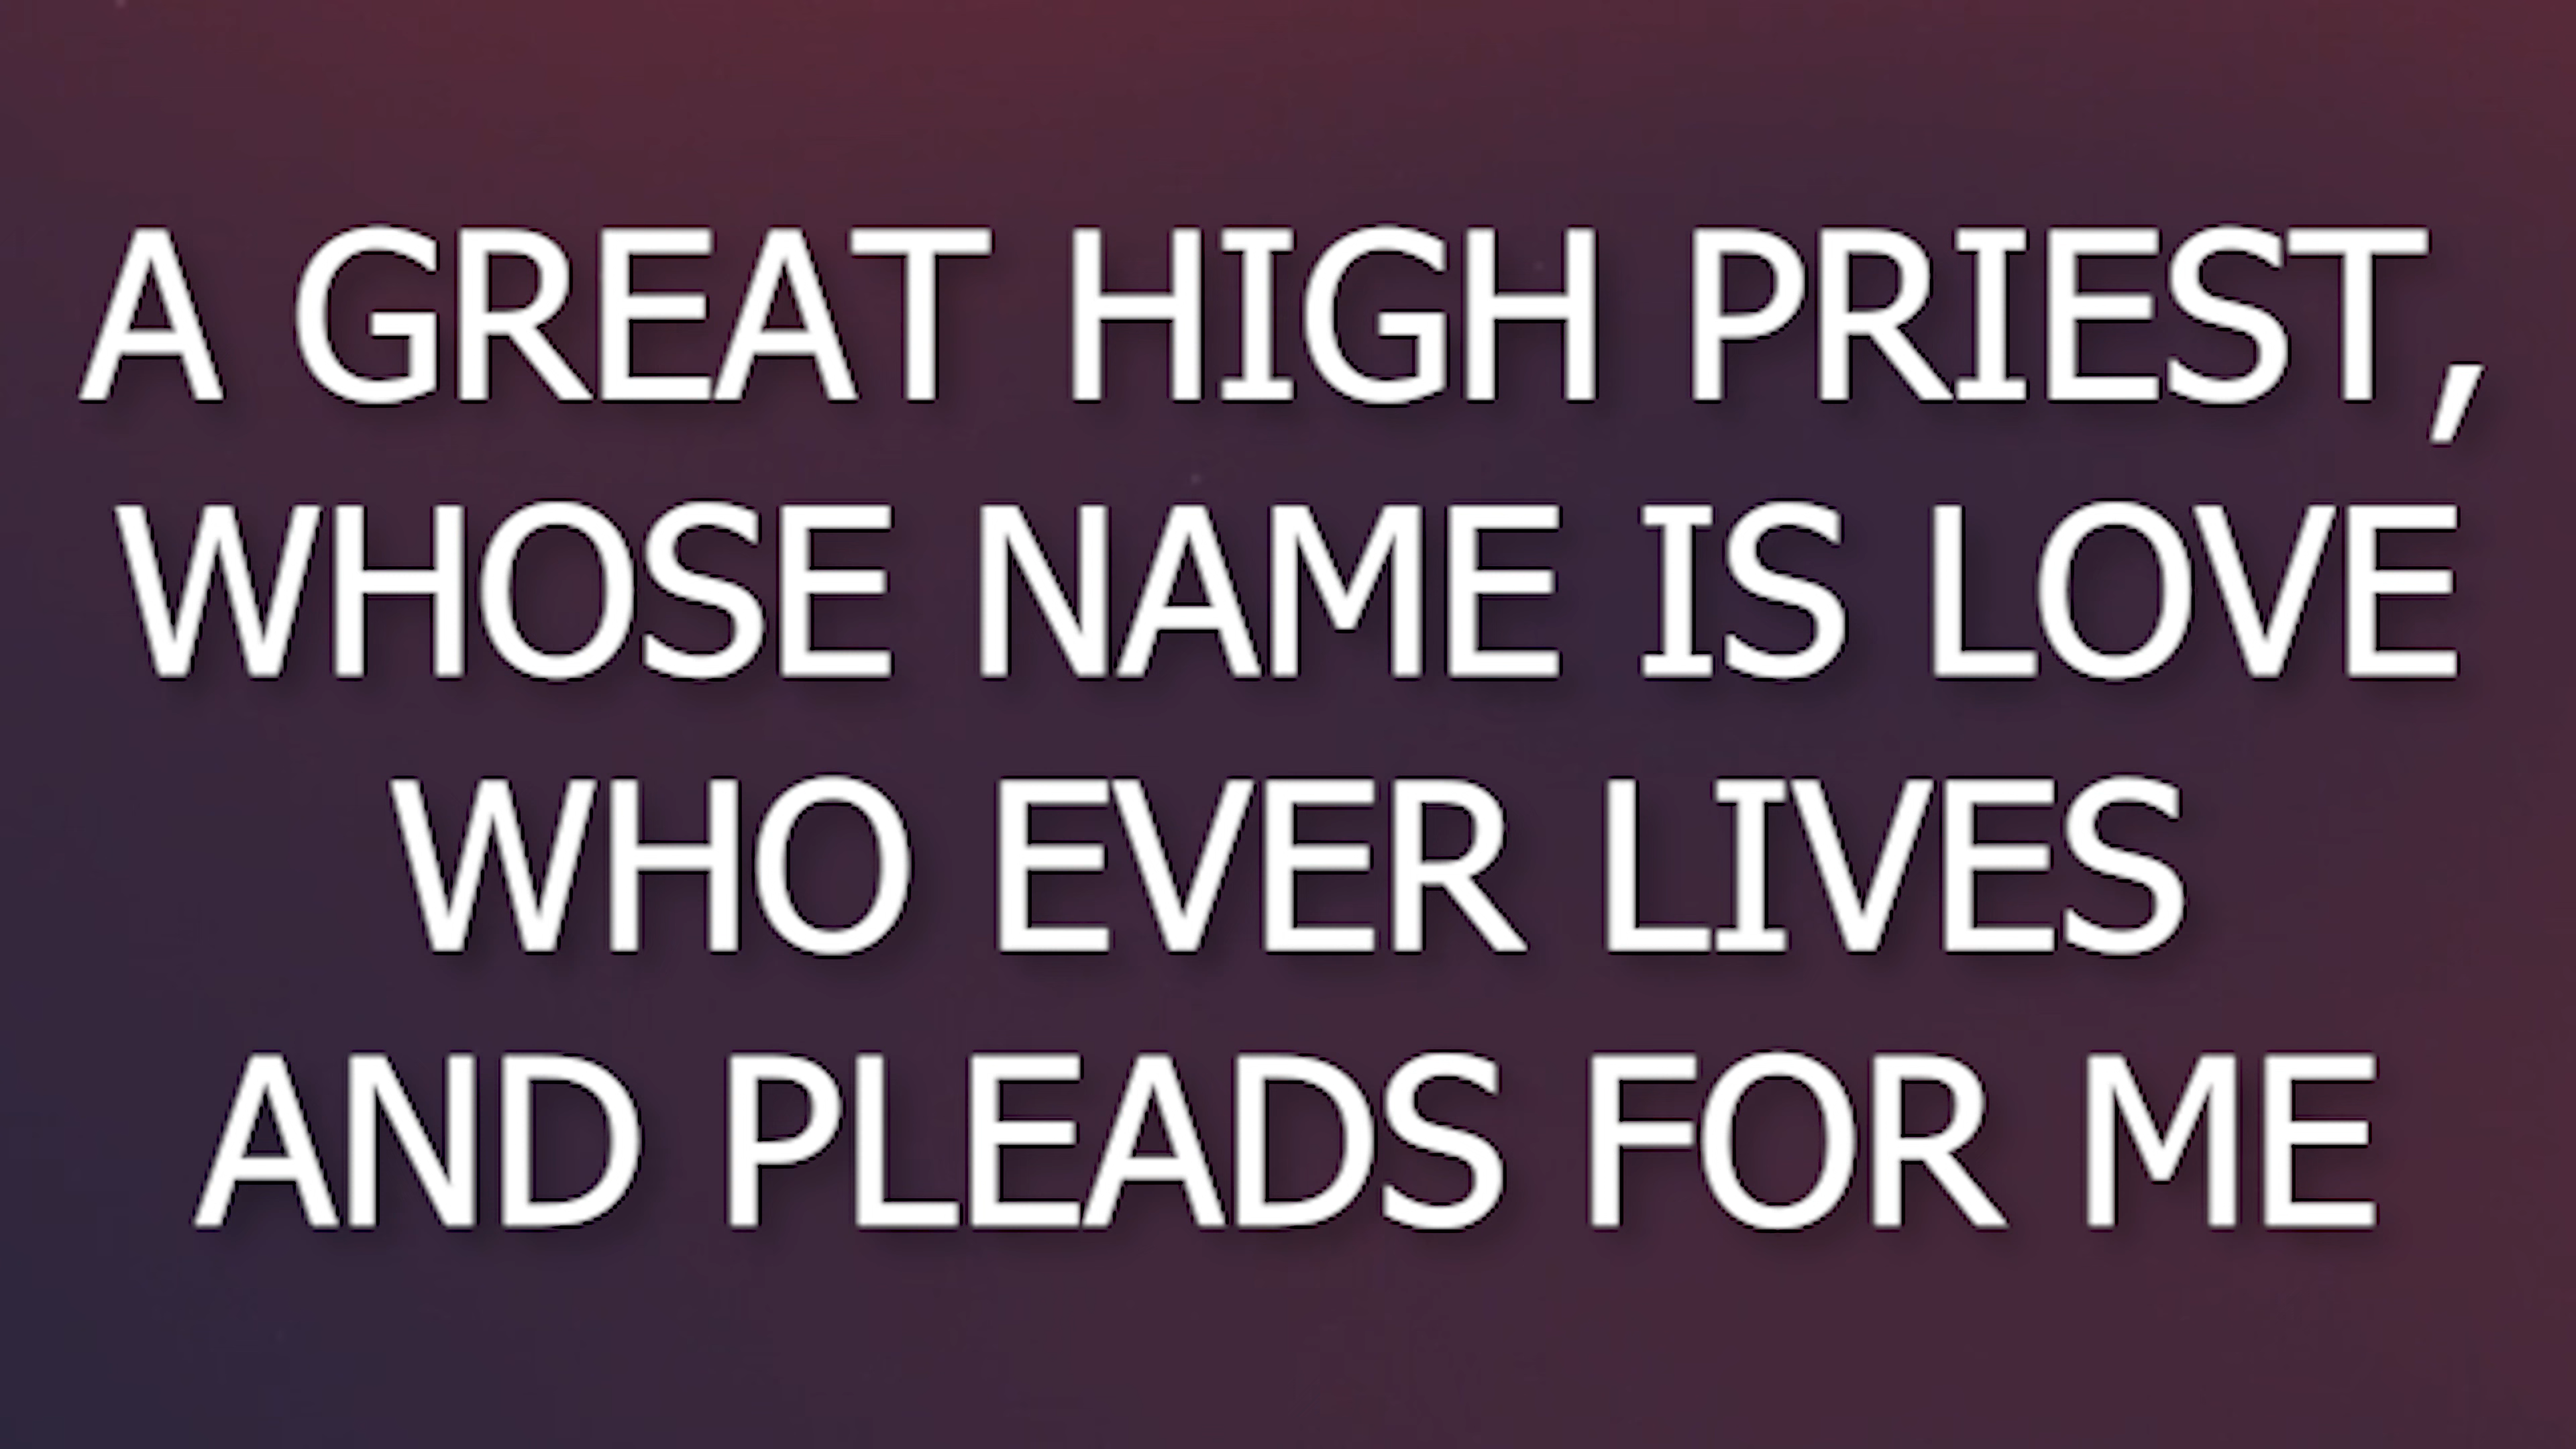 A GREAT HIGH PRIEST,
WHOSE NAME IS LOVE
WHO EVER LIVES
AND PLEADS FOR ME